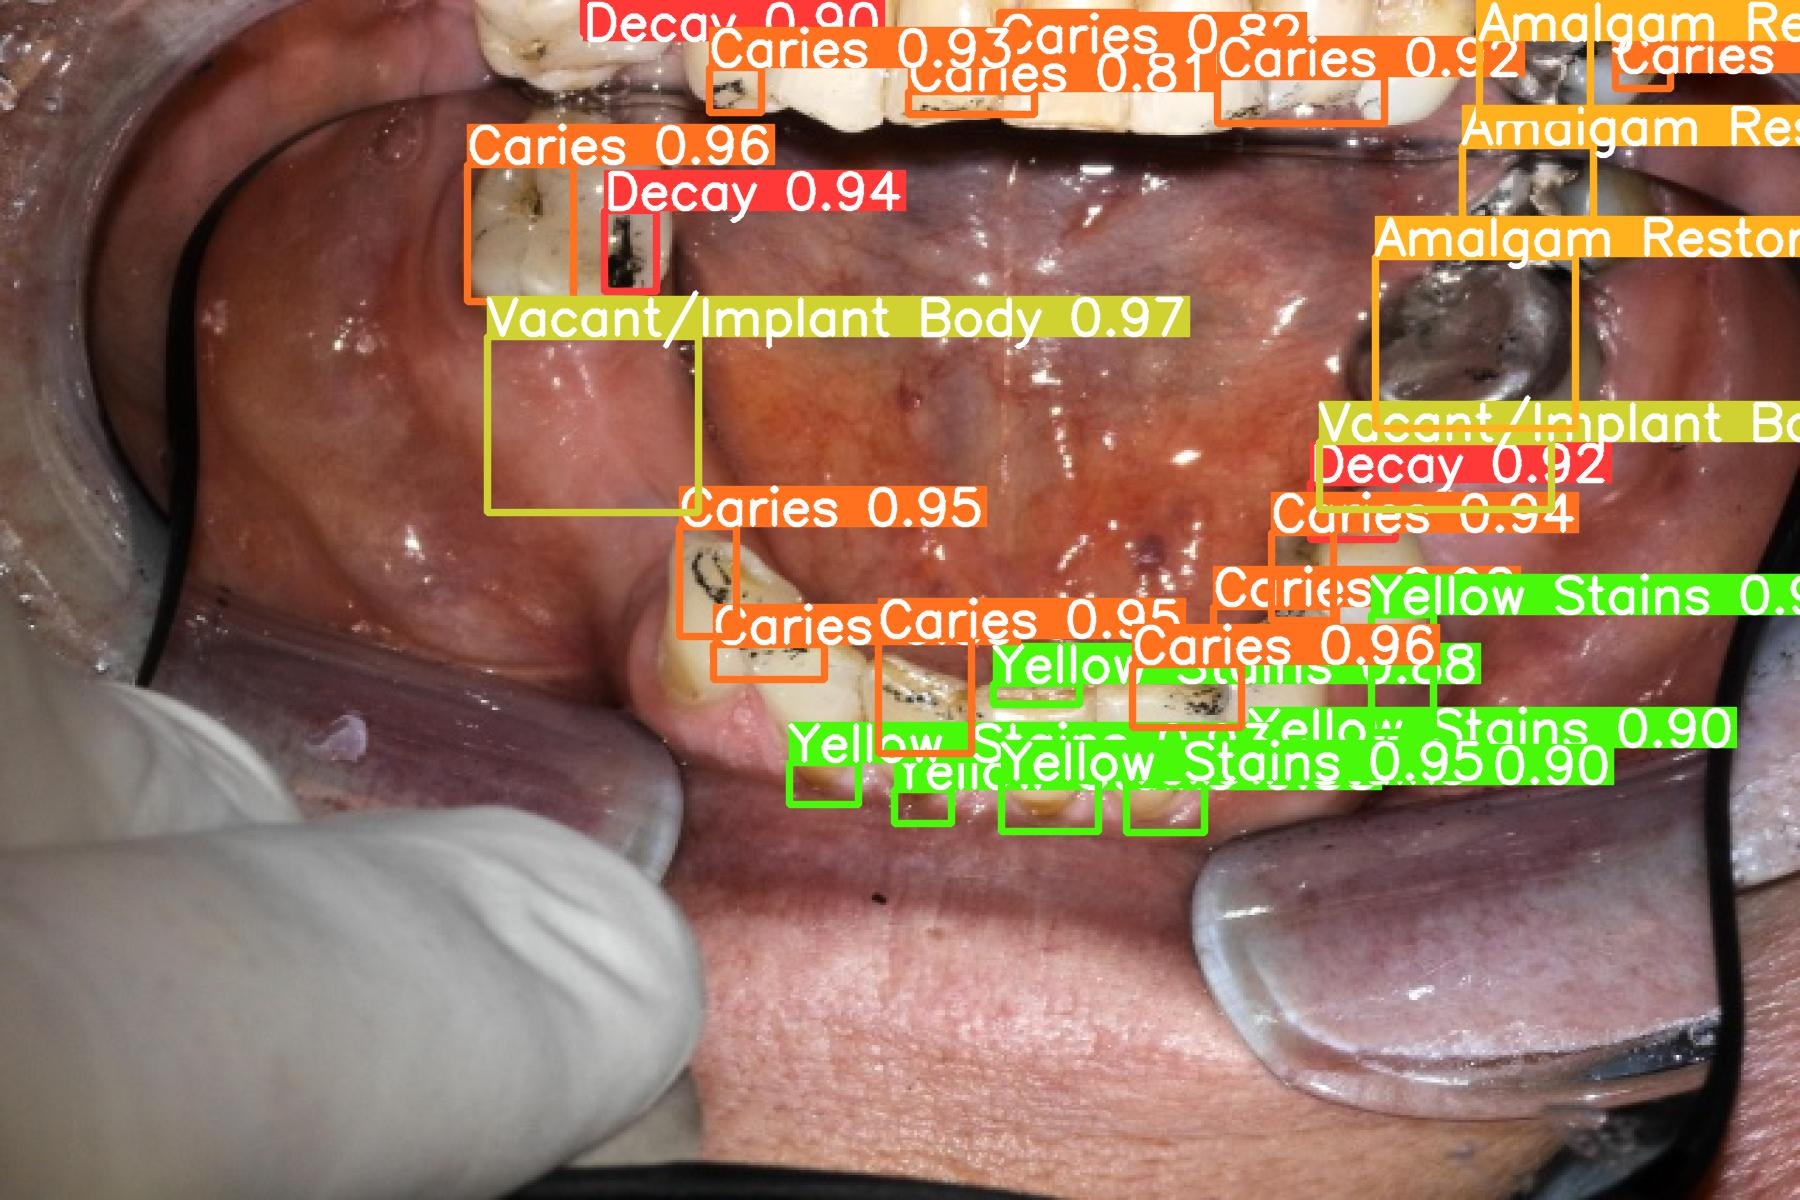 Decay 0.90
Caries 0.93
Caries 0.82
Amalgam Re
Caries 0.81
Caries 0.92
Caries
Amalgam Res
Caries 0.96
Decay 0.94
Amalgam Restor
Vacant/Implant Body 0.97
Vacant/Implant Bo
Decay 0.92
Caries 0.95
Caries 0.94
Caries
Yellow Stains 0.9
Caries
Caries 0.95
Caries 0.96
Yellow Stains 0.88
Yellow Stains
Yellow Stains 0.90
Yellow Stains 0.95
0.90